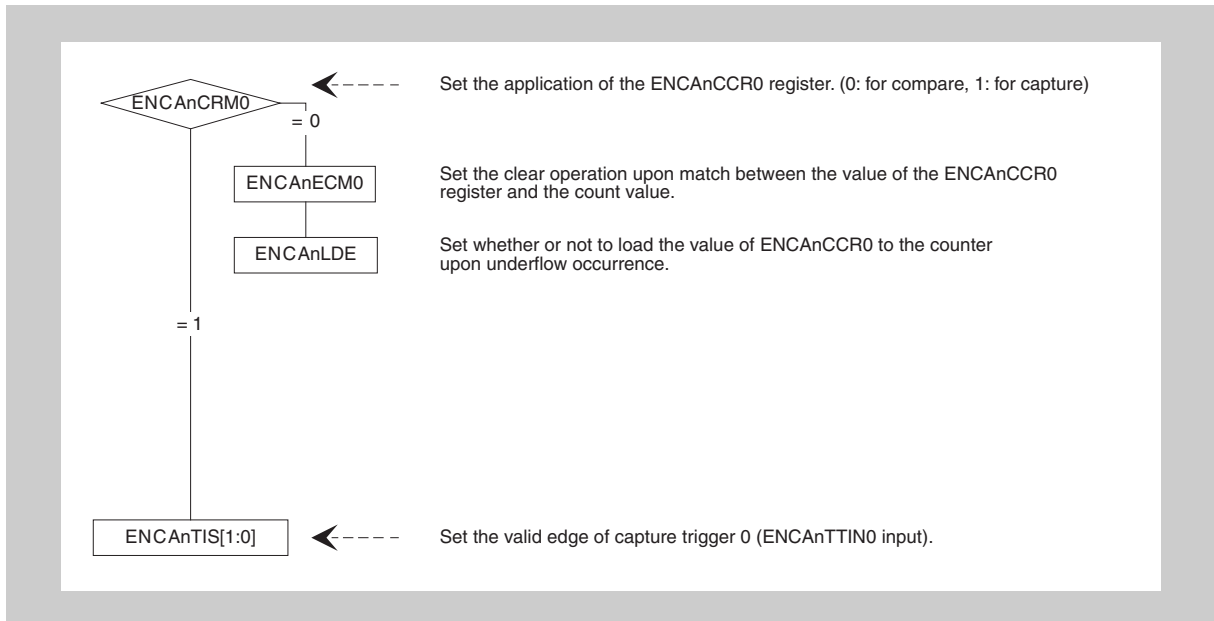 Set the application of the ENCAnCCR0 register. (0: for compare, 1: for capture)
ENCAnCRM0
= 0
ENCAnECM0
Set the clear operation upon match between the value of the ENCAnCCR0
register and the count value.
ENCAnLDE
Set whether or not to load the value of ENCAnCCR0 to the counter
upon underflow occurrence.
= 1
ENCAnTIS[1:0]
Set the valid edge of capture trigger 0 (ENCAnTTIN0 input).